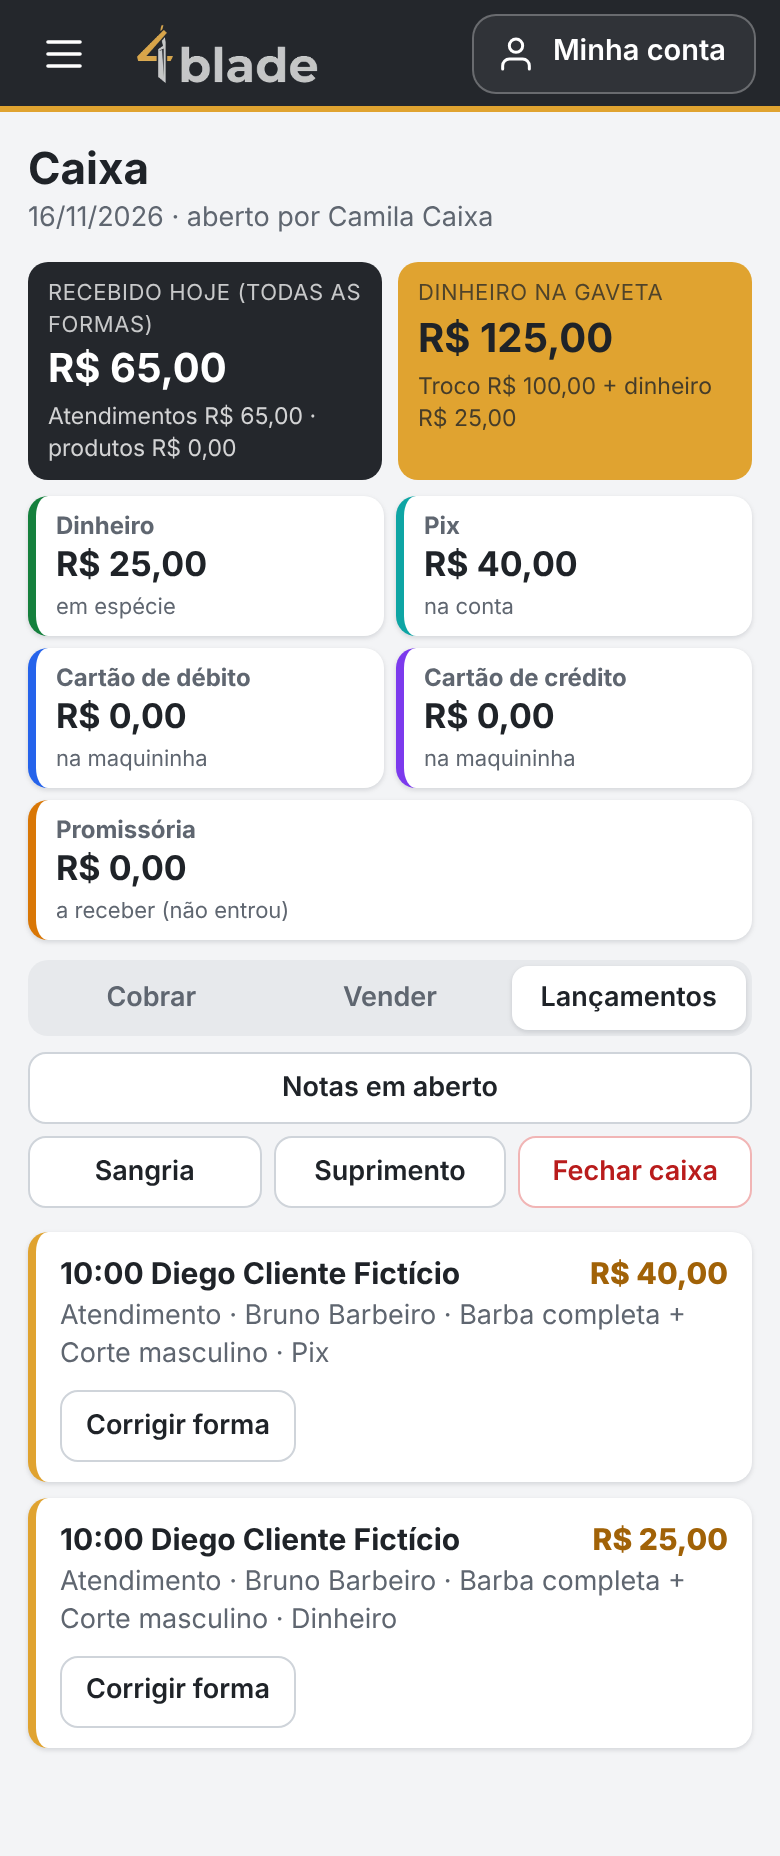 4blade
Minha conta
Caixa
16/11/2026 · aberto por Camila Caixa
RECEBIDO HOJE (TODAS AS
FORMAS)
R$ 65,00
Atendimentos R$ 65,00 ·
produtos R$ 0,00
DINHEIRO NA GAVETA
R$ 125,00
Troco R$ 100,00 + dinheiro
R$ 25,00
Dinheiro
R$ 25,00
em espécie
Pix
R$ 40,00
na conta
Cartão de débito
R$ 0,00
na maquininha
Cartão de crédito
R$ 0,00
na maquininha
Promissória
R$ 0,00
a receber (não entrou)
Cobrar
Vender
Lançamentos
Notas em aberto
Sangria
Suprimento
Fechar caixa
10:00 Diego Cliente Fictício R$ 40,00
Atendimento · Bruno Barbeiro · Barba completa +
Corte masculino · Pix
Corrigir forma
10:00 Diego Cliente Fictício R$ 25,00
Atendimento · Bruno Barbeiro · Barba completa +
Corte masculino · Dinheiro
Corrigir forma